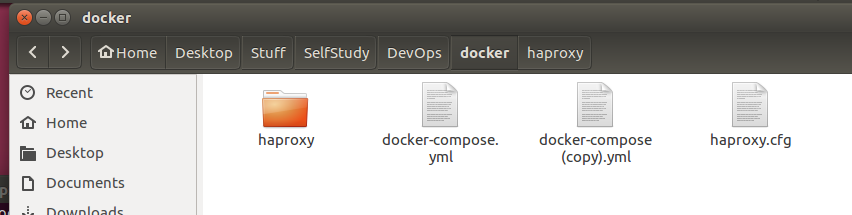 docker
Home Desktop Stuff SelfStudy DevOps docker haproxy
Recent
Home
Desktop
Documents
Downloads
haproxy
docker-compose.
yml
docker-compose
(copy).yml
haproxy.cfg